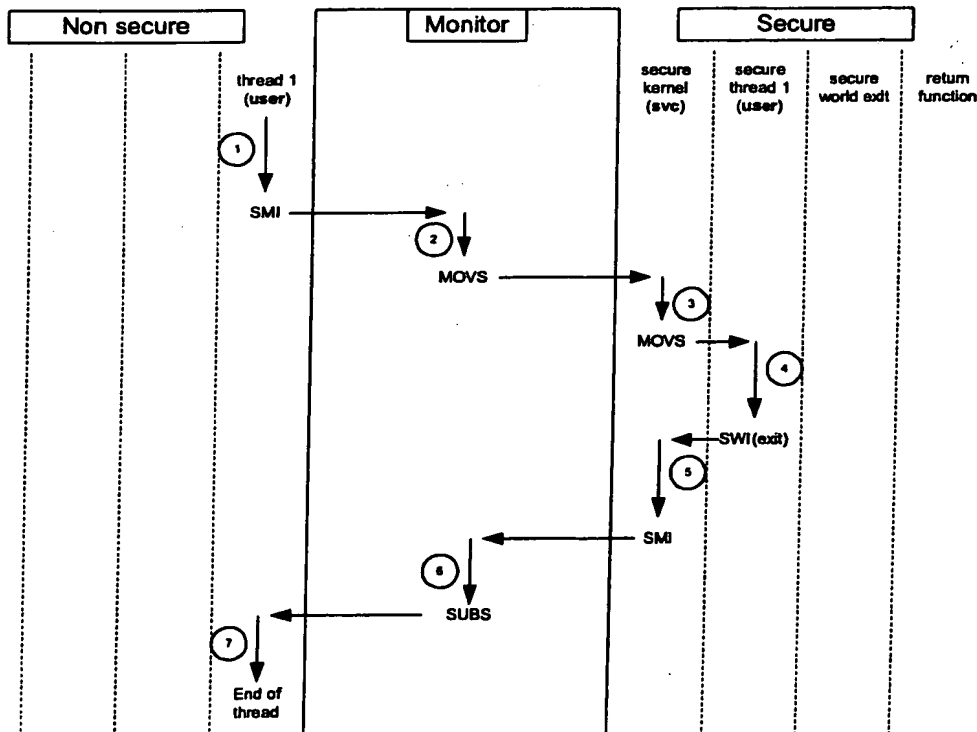 Non secure
Monitor
Secure
thread 1
(user)
secure
kernel
(svc)
secure
thread 1
(user)
secure
world exit
return
function
1
SMI
2
MOVS
3
MOVS
4
SWI(exit)
5
SMI
6
SUBS
7
End of
thread